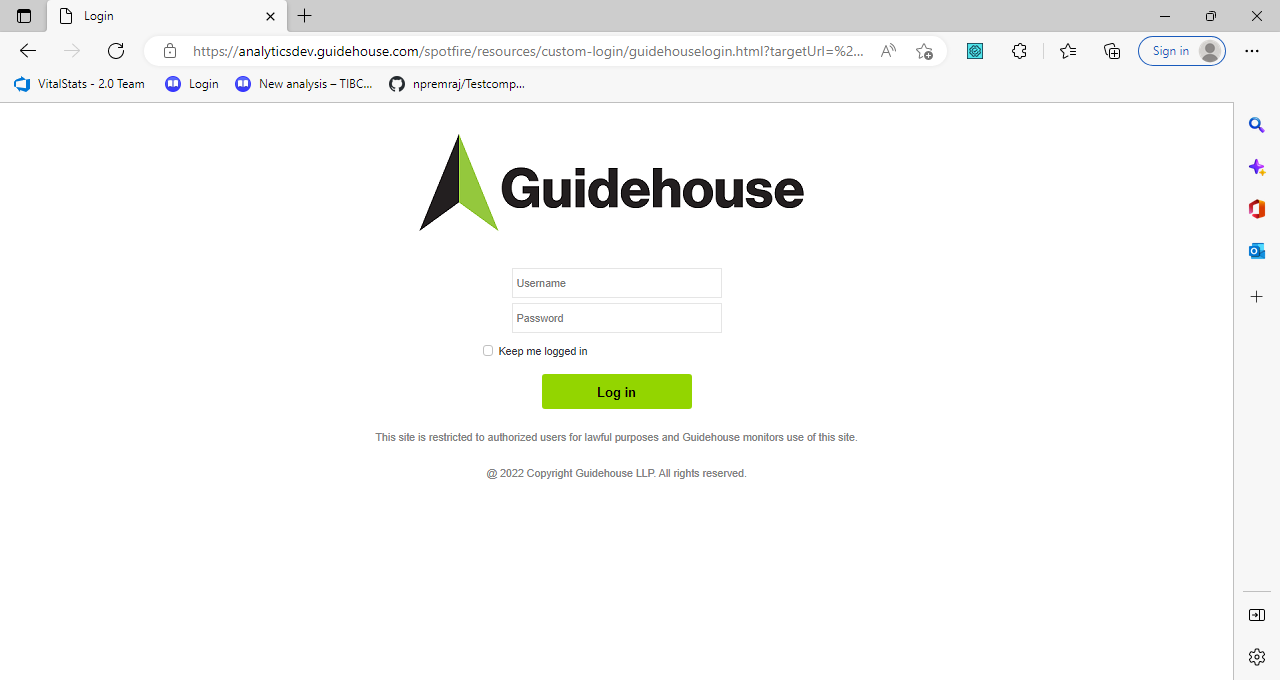 Login
https://analyticsdev.guidehouse.com/spotfire/resources/custom-login/guidehouselogin.html?targetUrl=%2...
Sign in
VitalStats - 2.0 Team
Login
New analysis – TIBC...
npremraj/Testcomp...
Guidehouse
Username
Password
Keep me logged in
Log in
This site is restricted to authorized users for lawful purposes and Guidehouse monitors use of this site.
@ 2022 Copyright Guidehouse LLP. All rights reserved.